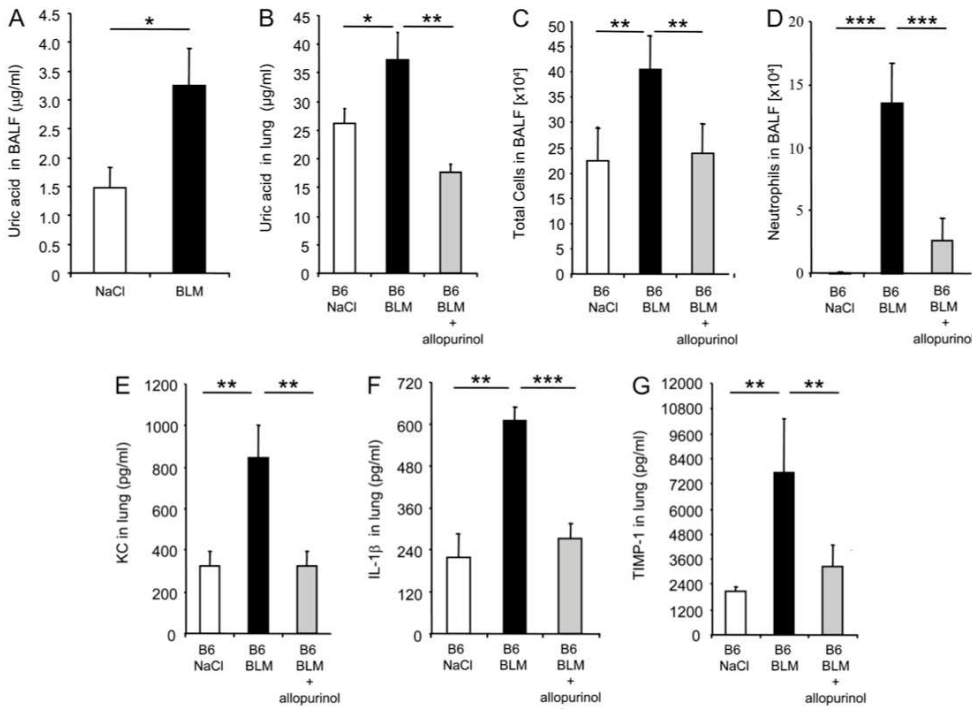 A
*
Uric acid in BALF (µg/ml)
4.5
4.0
3.5
3.0
2.5
2.0
1.5
1.0
0.5
0
NaCl
BLM
B
*
**
Uric acid in lung (µg/ml)
45
40
35
30
25
20
15
10
5
0
B6
NaCl
B6
BLM
B6
BLM
+
allopurinol
C
**
**
Total Cells in BALF [x10⁴]
50
45
40
35
30
25
20
15
10
5
0
B6
NaCl
B6
BLM
B6
BLM
+
allopurinol
D
***
***
Neutrophils in BALF [x10⁴]
20
15
10
5
0
B6
NaCl
B6
BLM
B6
BLM
+
allopurinol
E
**
**
KC in lung (pg/ml)
1200
1000
800
600
400
200
0
B6
NaCl
B6
BLM
B6
BLM
+
allopurinol
F
**
***
IL-1β in lung (pg/ml)
720
600
480
360
240
120
0
B6
NaCl
B6
BLM
B6
BLM
+
allopurinol
G
**
**
TIMP-1 in lung (pg/ml)
12000
10800
9600
8400
7200
6000
4800
3600
2400
1200
0
B6
NaCl
B6
BLM
B6
BLM
+
allopurinol